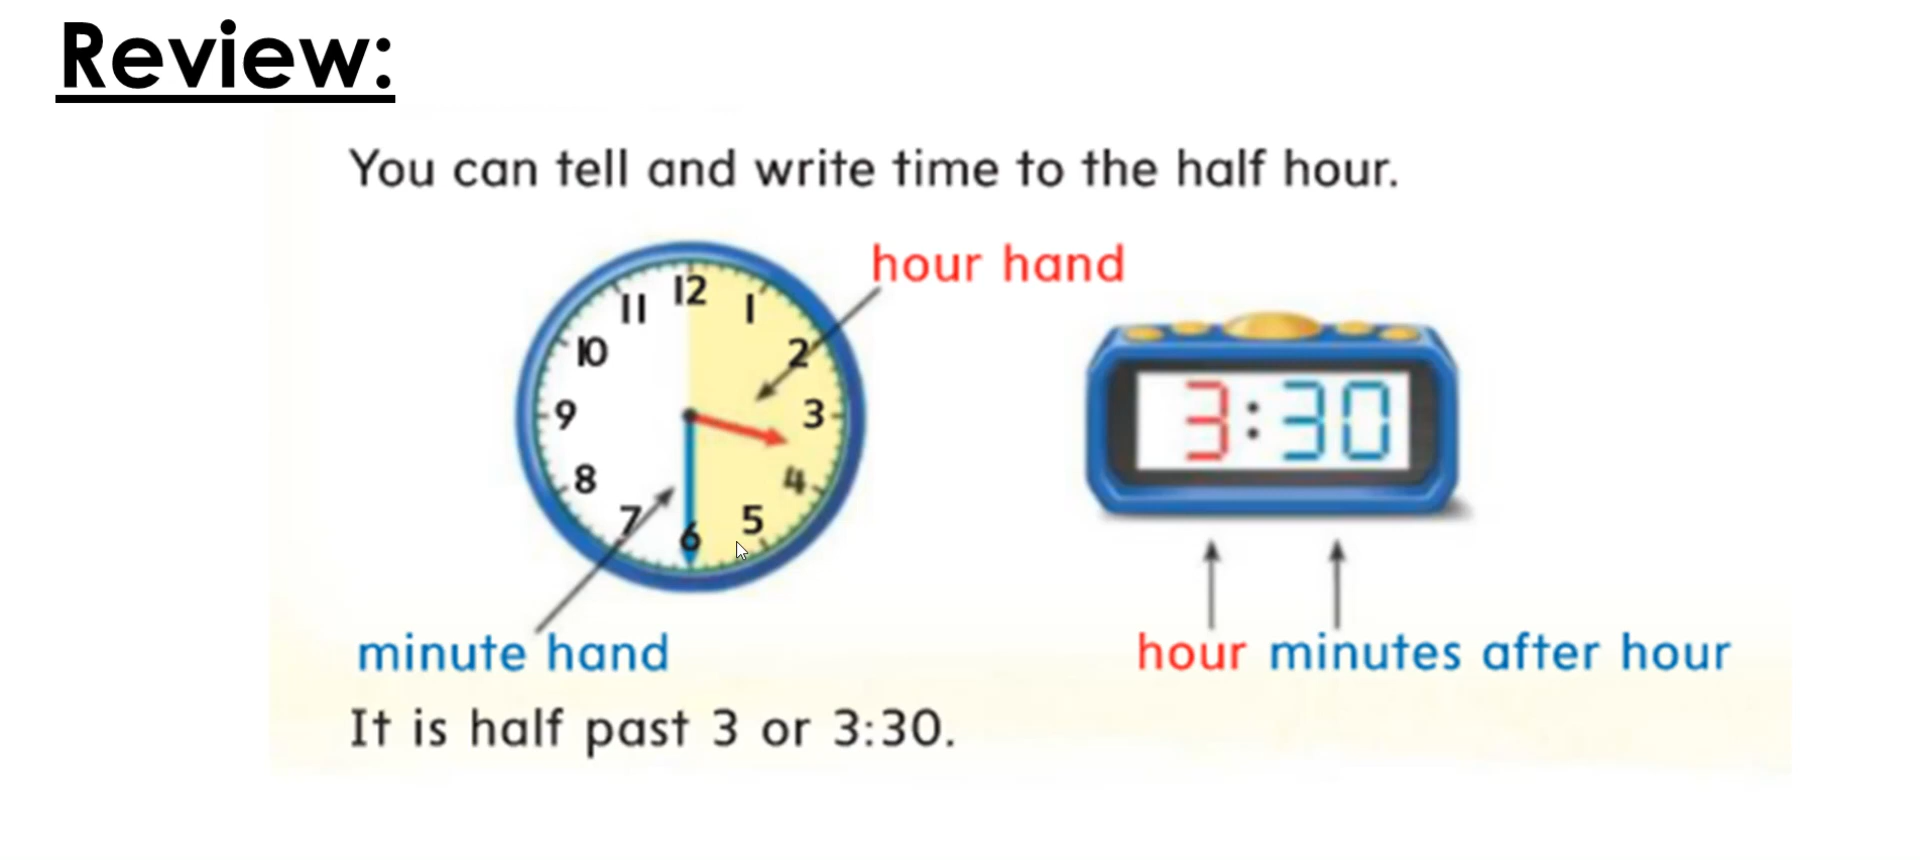 Review:
You can tell and write time to the half hour.
hour hand
12
11
1
10
2
9
3
8
4
7
5
6
3:30
minute hand
hour minutes after hour
It is half past 3 or 3:30.